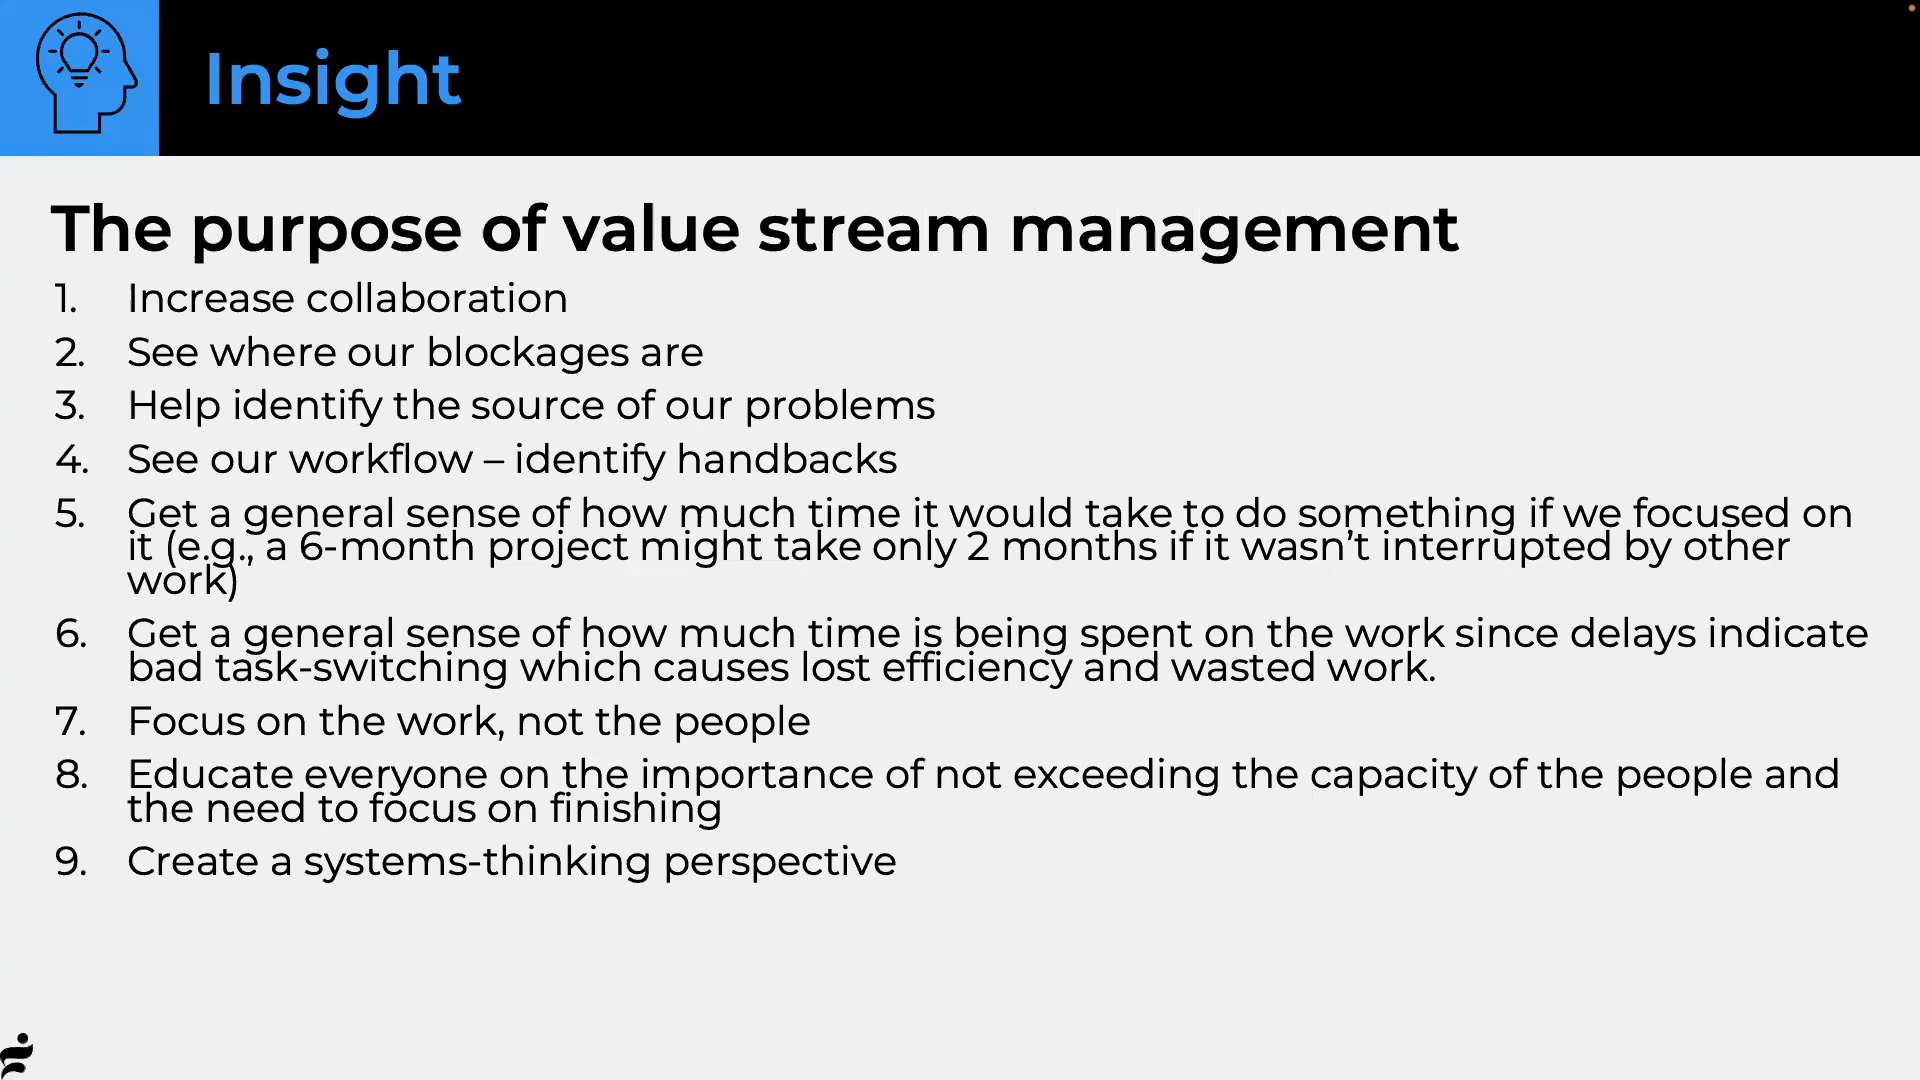 Insight
The purpose of value stream management
1. Increase collaboration
2. See where our blockages are
3. Help identify the source of our problems
4. See our workflow – identify handbacks
5. Get a general sense of how much time it would take to do something if we focused on
it (e.g., a 6-month project might take only 2 months if it wasn’t interrupted by other
work)
6. Get a general sense of how much time is being spent on the work since delays indicate
bad task-switching which causes lost efficiency and wasted work.
7. Focus on the work, not the people
8. Educate everyone on the importance of not exceeding the capacity of the people and
the need to focus on finishing
9. Create a systems-thinking perspective